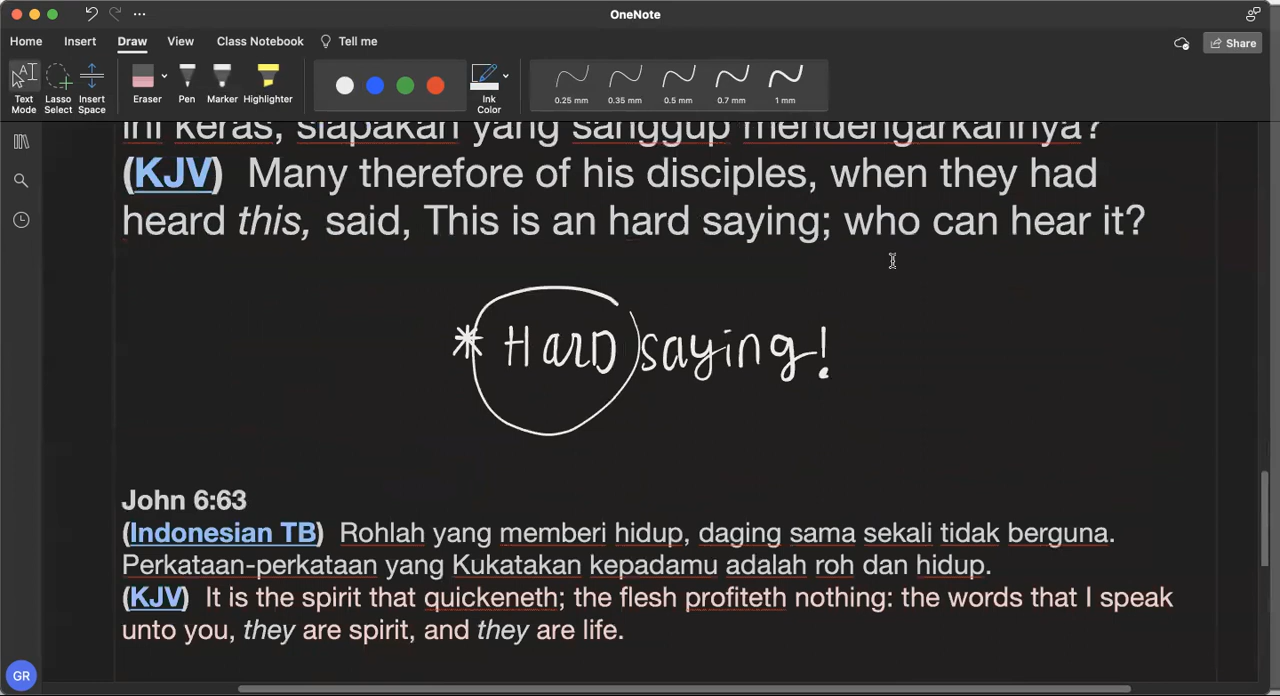 OneNote
Home Insert Draw View Class Notebook Tell me
Share
Text Mode
Lasso Select
Insert Space
Eraser
Pen
Marker
Highlighter
Ink Color
0.25 mm
0.35 mm
0.5 mm
0.7 mm
1 mm
ini keras, siapakah yang sanggup mendengarkannya?
(KJV) Many therefore of his disciples, when they had
heard this, said, This is an hard saying; who can hear it?
* HarD saying!
John 6:63
(Indonesian TB) Rohlah yang memberi hidup, daging sama sekali tidak berguna.
Perkataan-perkataan yang Kukatakan kepadamu adalah roh dan hidup.
(KJV) It is the spirit that quickeneth; the flesh profiteth nothing: the words that I speak
unto you, they are spirit, and they are life.
GR